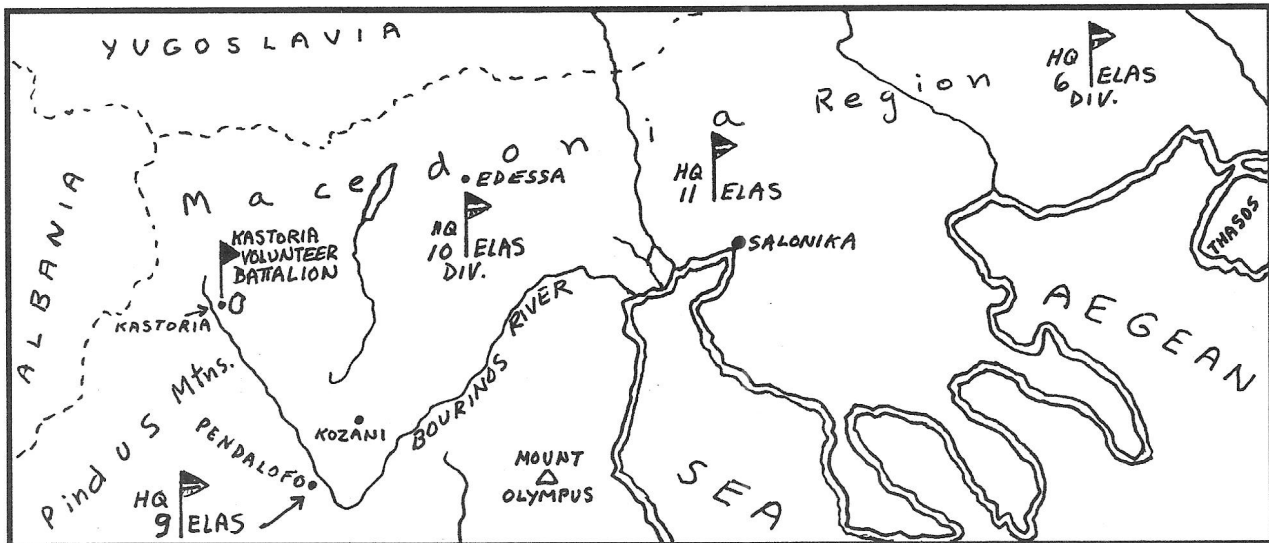 YUGOSLAVIA
ALBANIA
Macedonia Region
HQ
6 ELAS
DIV.
HQ
11 ELAS
EDESSA
HQ
10 ELAS
DIV.
KASTORIA
VOLUNTEER
BATTALION
KASTORIA
SALONIKA
THASOS
AEGEAN
SEA
BOURINOS RIVER
Pindus Mtns.
PENDALOFO
KOZANI
MOUNT
OLYMPUS
HQ
9 ELAS